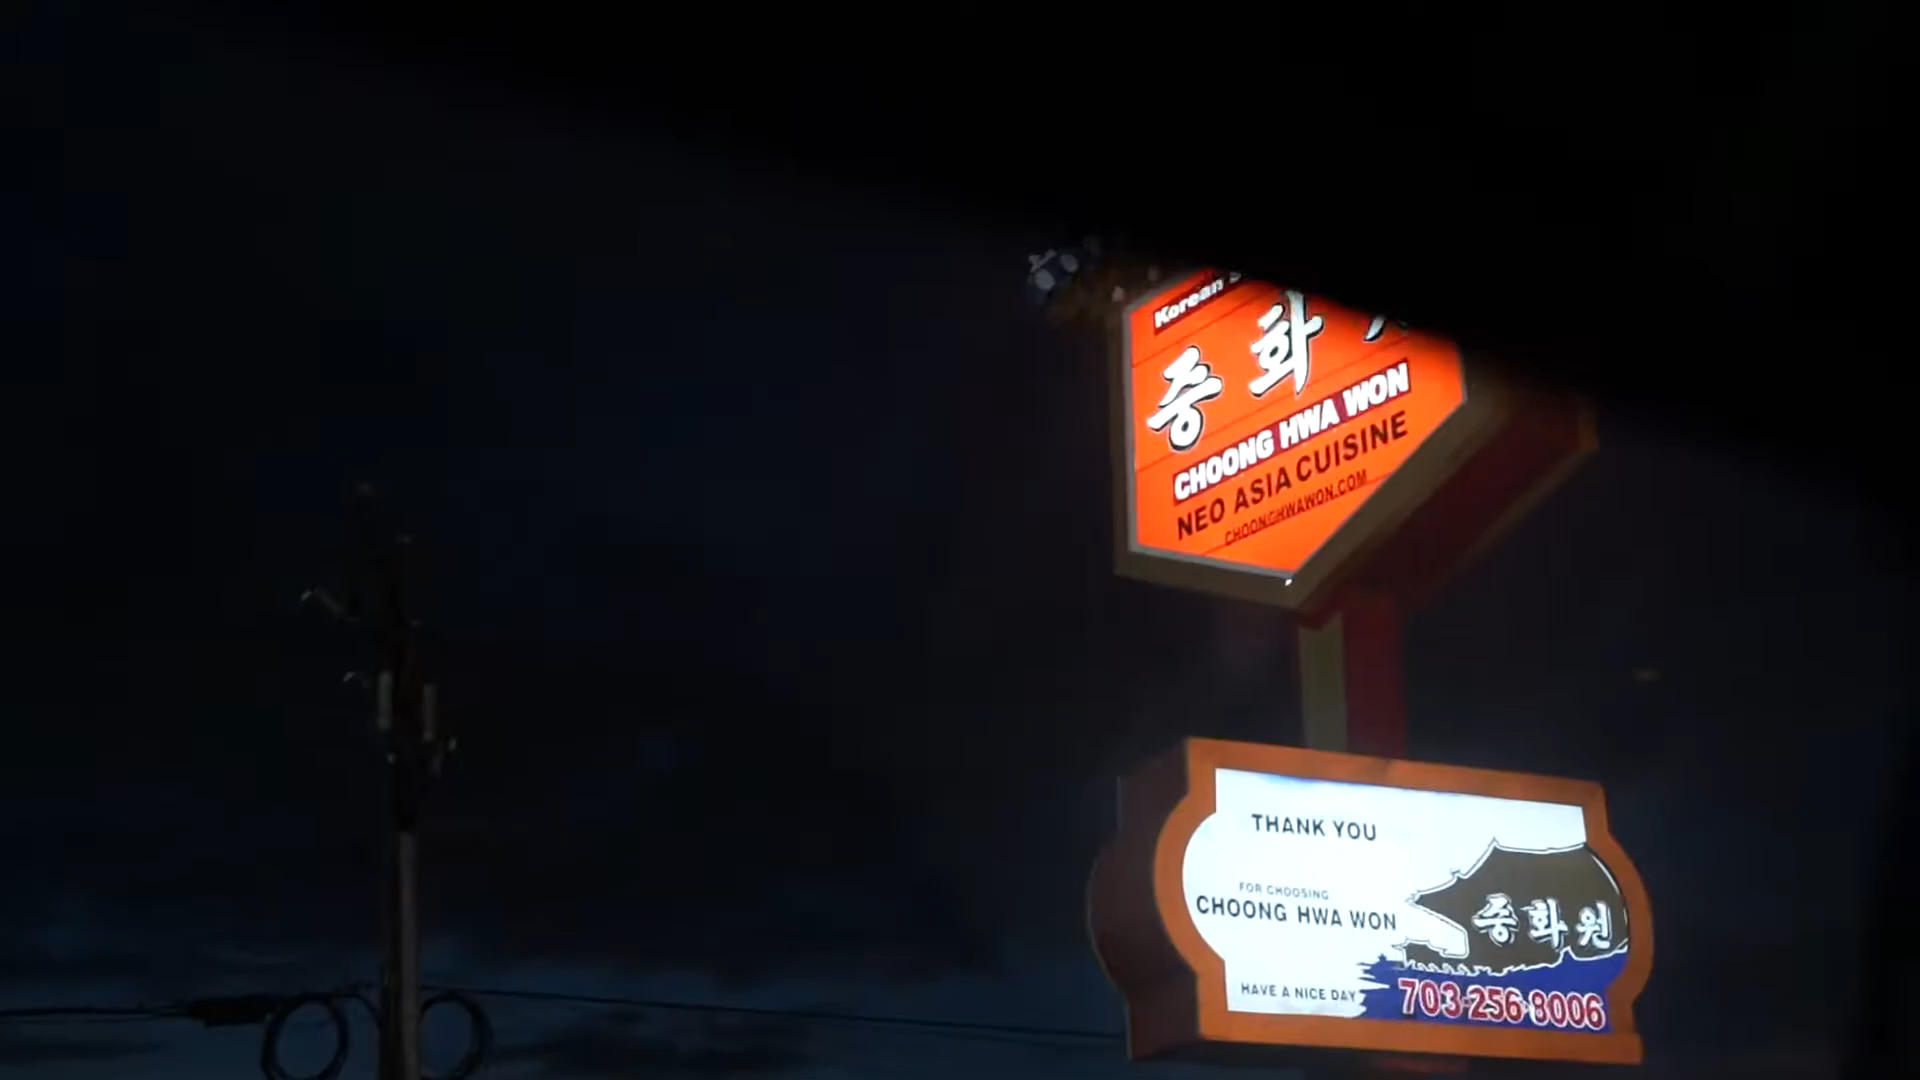 Korean
중화
CHOONG HWA WON
NEO ASIA CUISINE
CHOONGHWAWON.COM
THANK YOU
FOR CHOOSING
CHOONG HWA WON
중화원
HAVE A NICE DAY
703-256-8006